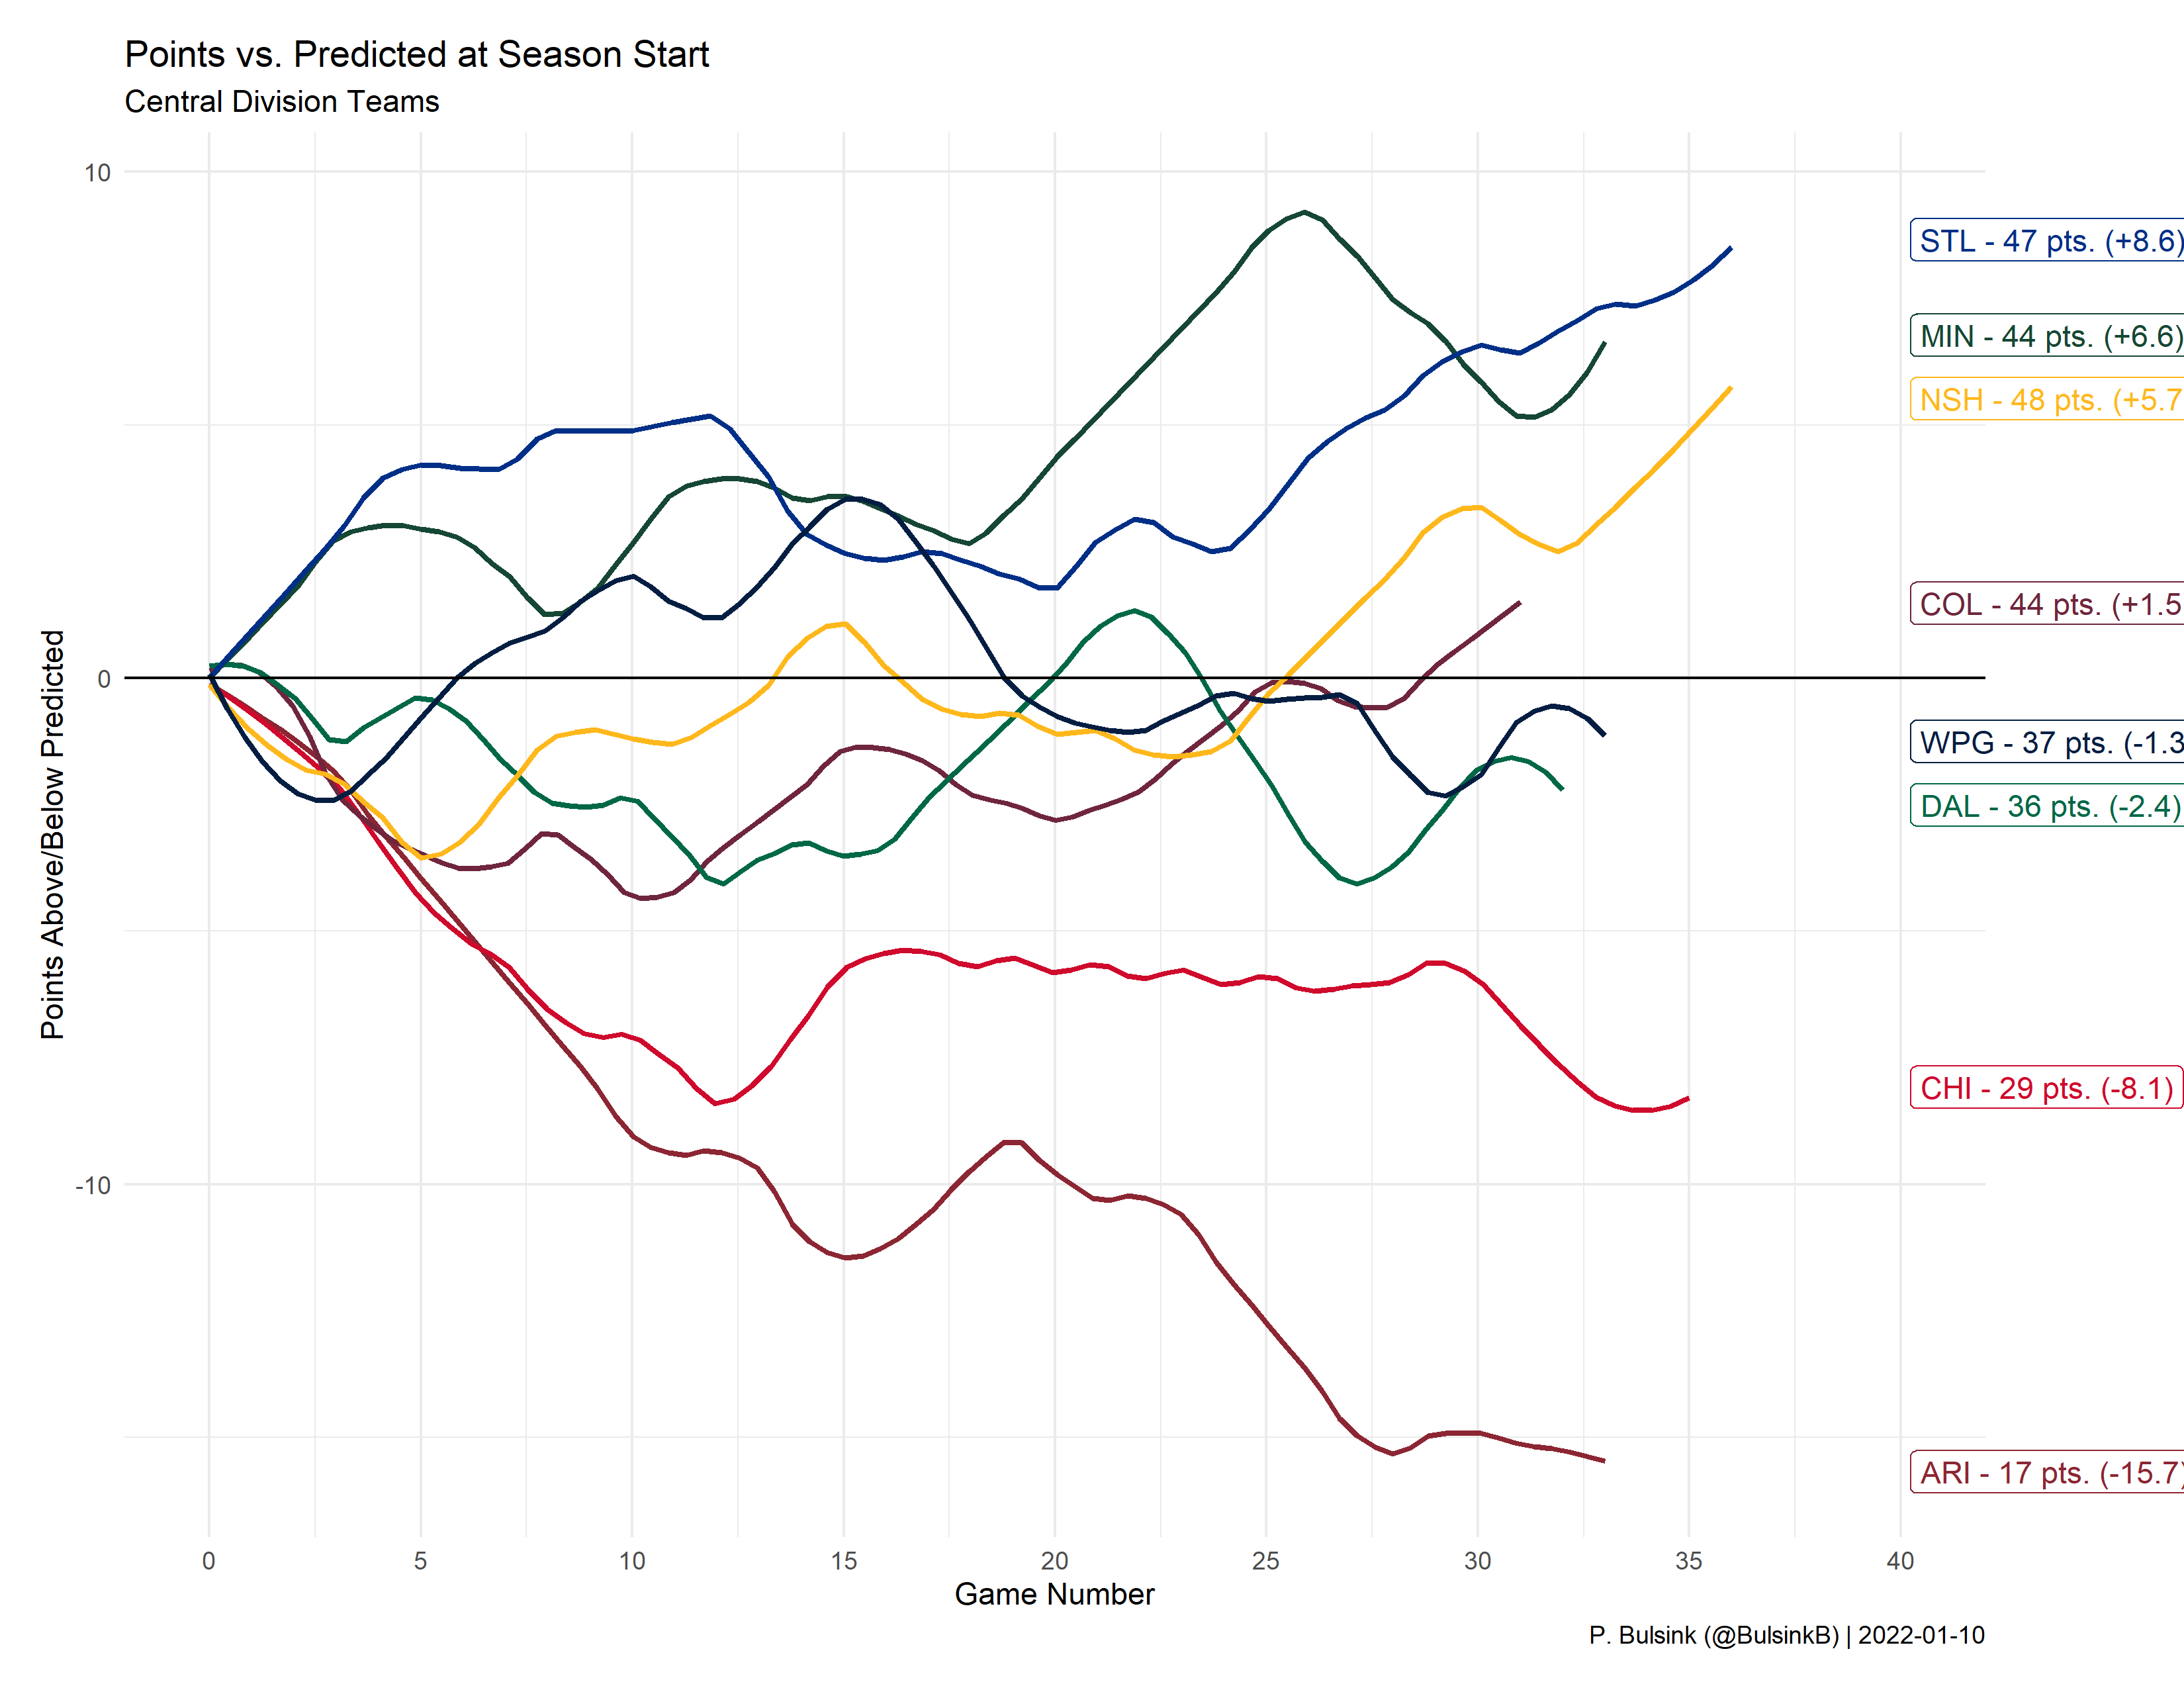 Points vs. Predicted at Season Start
Central Division Teams
Points Above/Below Predicted
10
0
-10
STL - 47 pts. (+8.6)
MIN - 44 pts. (+6.6)
NSH - 48 pts. (+5.7
COL - 44 pts. (+1.5
WPG - 37 pts. (-1.3
DAL - 36 pts. (-2.4)
CHI - 29 pts. (-8.1)
ARI - 17 pts. (-15.7)
0 5 10 15 20 25 30 35 40
Game Number
P. Bulsink (@BulsinkB) | 2022-01-10